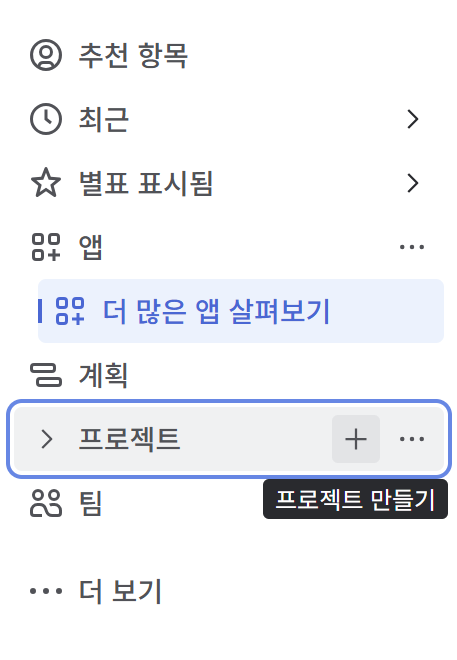 추천 항목
최근
별표 표시됨
앱
더 많은 앱 살펴보기
계획
프로젝트
팀
프로젝트 만들기
더 보기